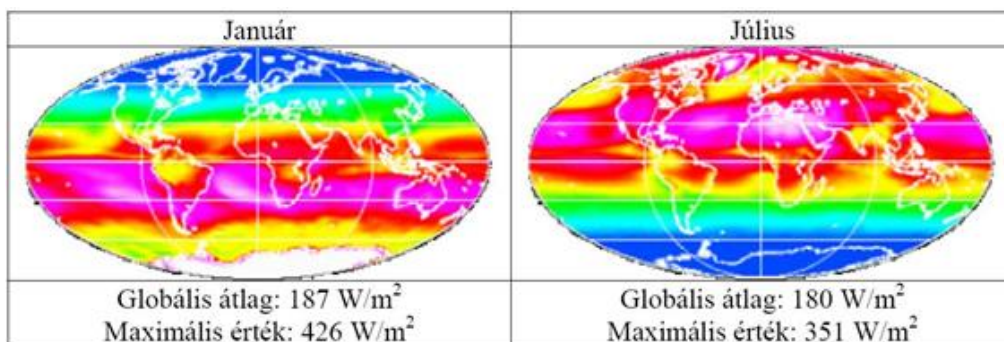 Január
Július
Globális átlag: 187 W/m²
Maximális érték: 426 W/m²
Globális átlag: 180 W/m²
Maximális érték: 351 W/m²